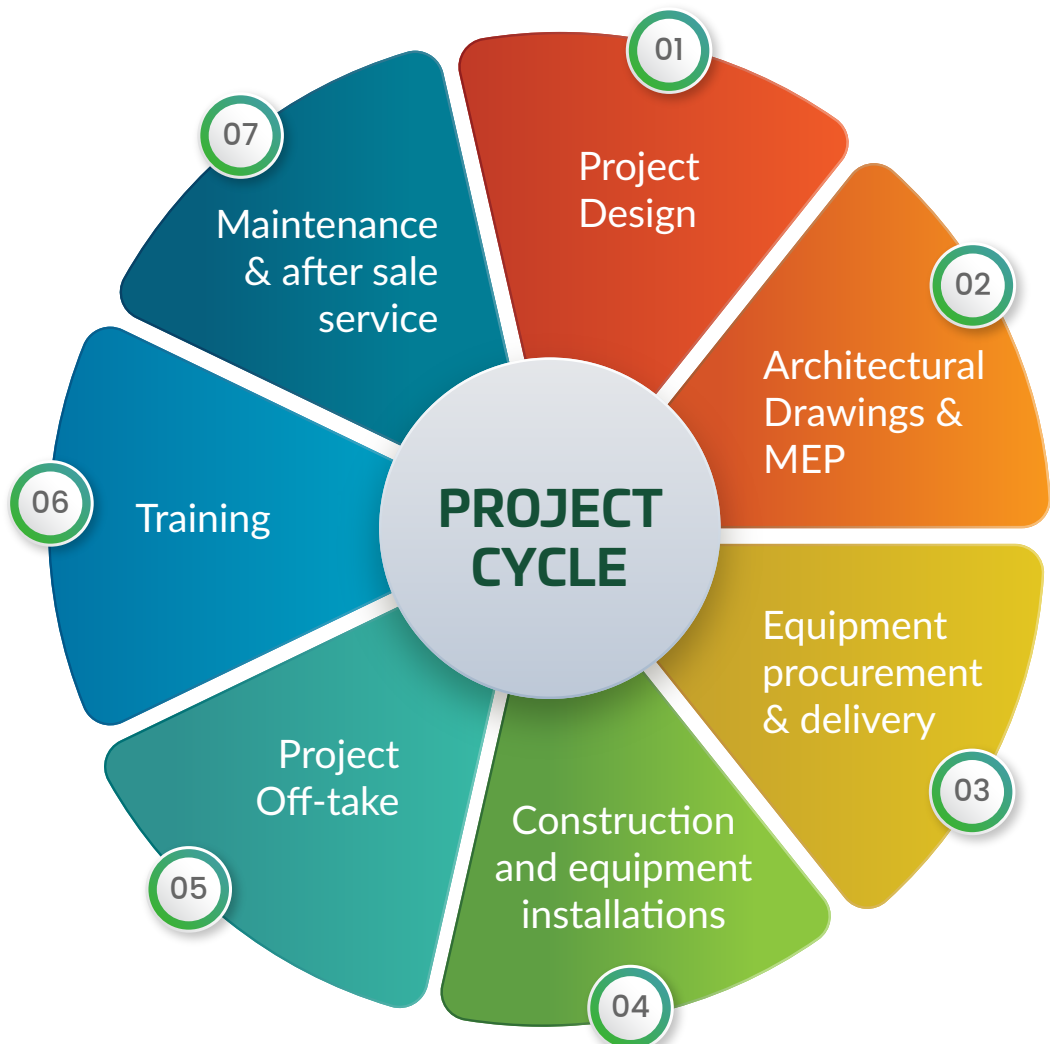 PROJECT
CYCLE
01
Project
Design
02
Architectural
Drawings &
MEP
03
Equipment
procurement
& delivery
04
Construction
and equipment
installations
05
Project
Off-take
06
Training
07
Maintenance
& after sale
service